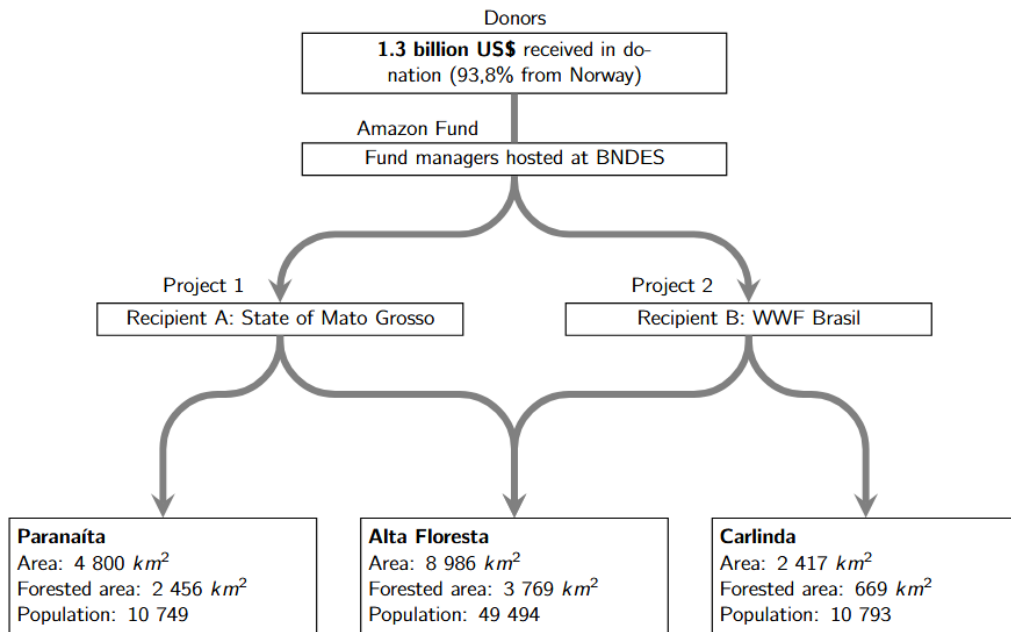 Donors
1.3 billion US$ received in do-
nation (93,8% from Norway)
Amazon Fund
Fund managers hosted at BNDES
Project 1
Recipient A: State of Mato Grosso
Project 2
Recipient B: WWF Brasil
Paranaíta
Area: 4 800 km²
Forested area: 2 456 km²
Population: 10 749
Alta Floresta
Area: 8 986 km²
Forested area: 3 769 km²
Population: 49 494
Carlinda
Area: 2 417 km²
Forested area: 669 km²
Population: 10 793